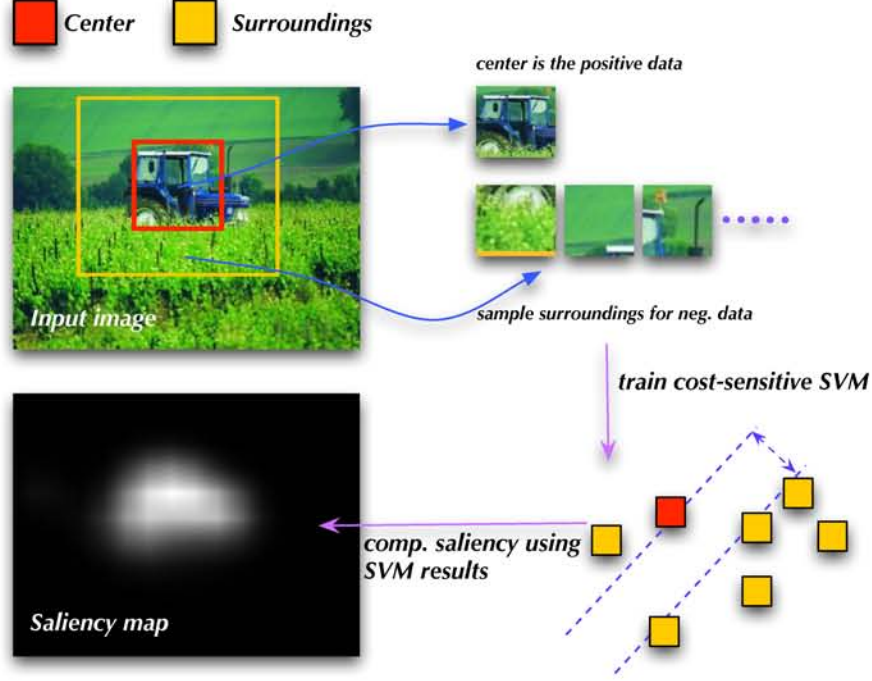 Center
Surroundings
center is the positive data
Input image
sample surroundings for neg. data
train cost-sensitive SVM
comp. saliency using
SVM results
Saliency map